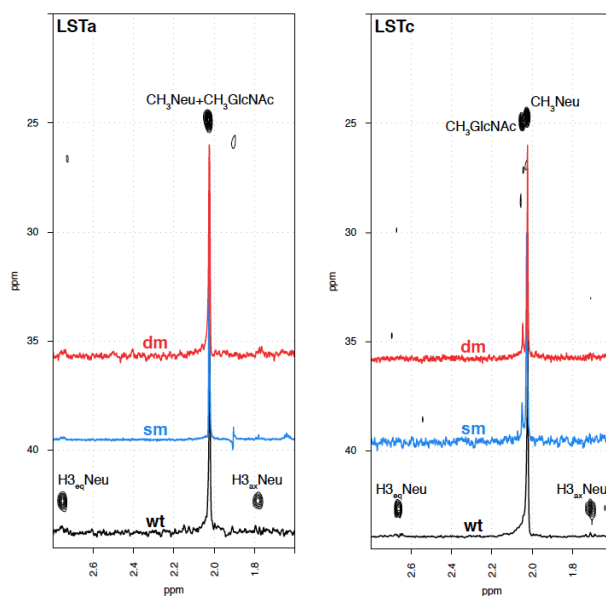 LSTa
CH3Neu+CH3GlcNAc
25
30
ppm
35
dm
sm
40
H3eqNeu
H3axNeu
wt
2.6
2.4
2.2
2.0
1.8
ppm
LSTc
CH3Neu
CH3GlcNAc
25
30
ppm
35
dm
sm
40
H3eqNeu
H3axNeu
wt
2.6
2.4
2.2
2.0
1.8
ppm